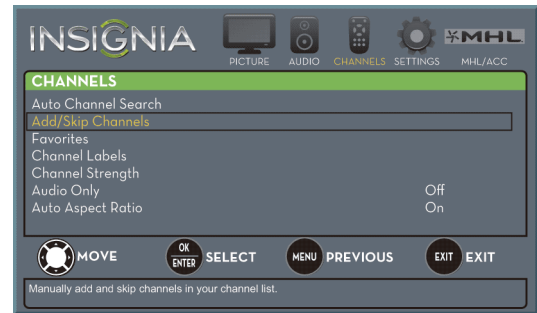 INSIGNIA
PICTURE AUDIO CHANNELS SETTINGS MHL MHL/ACC
CHANNELS
Auto Channel Search
Add/Skip Channels
Favorites
Channel Labels
Channel Strength
Audio Only Off
Auto Aspect Ratio On
MOVE OK ENTER SELECT MENU PREVIOUS EXIT EXIT
Manually add and skip channels in your channel list.